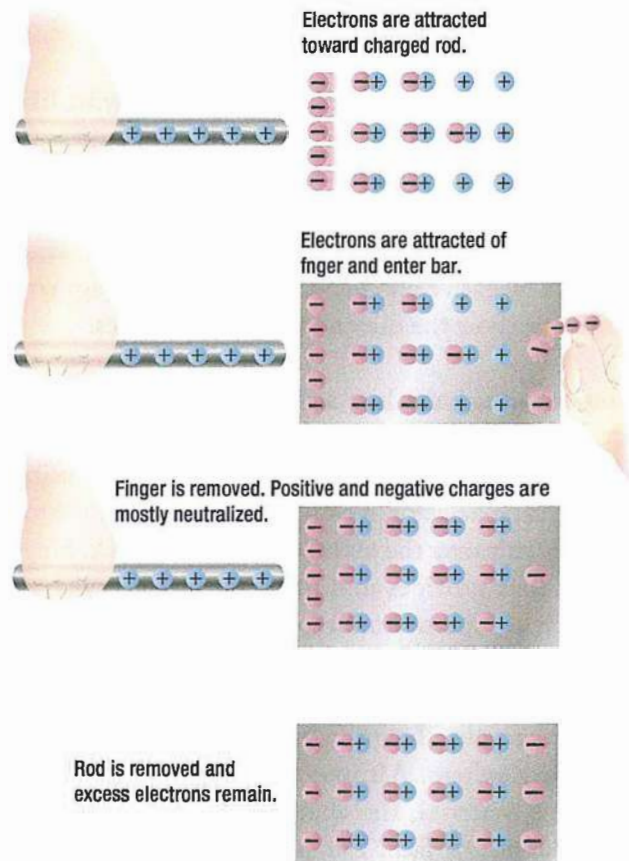 Electrons are attracted
toward charged rod.
Electrons are attracted of
fnger and enter bar.
Finger is removed. Positive and negative charges are
mostly neutralized.
Rod is removed and
excess electrons remain.